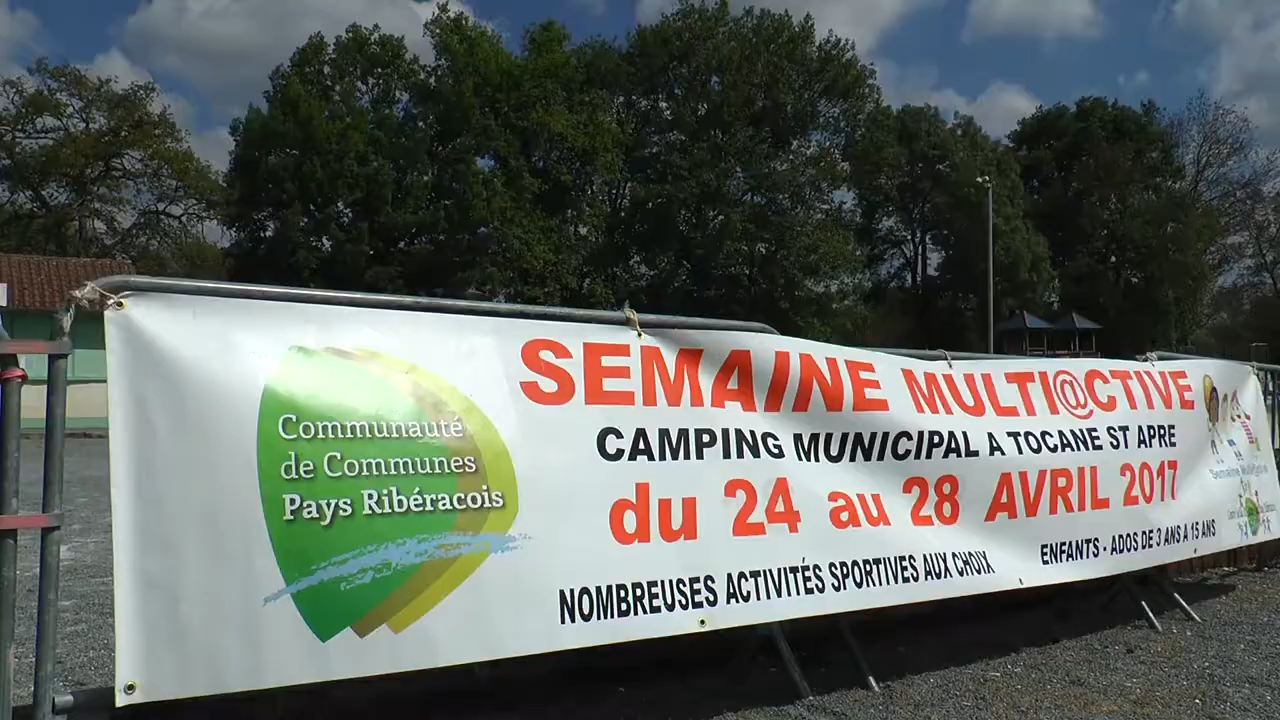 Communauté
de Communes
Pays Ribéracois
SEMAINE MULTI@CTIVE
CAMPING MUNICIPAL A TOCANE ST APRE
du 24 au 28 AVRIL 2017
NOMBREUSES ACTIVITÉS SPORTIVES AUX CHOIX
ENFANTS - ADOS DE 3 ANS A 15 ANS